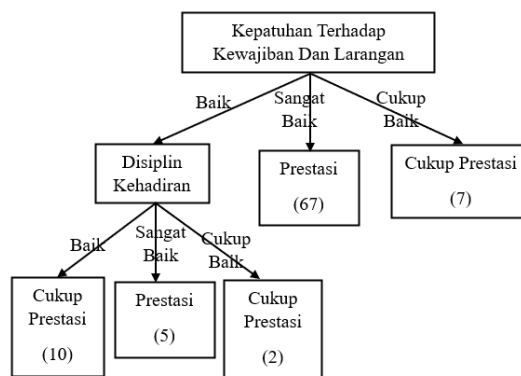 Kepatuhan Terhadap
Kewajiban Dan Larangan
Baik
Sangat
Baik
Cukup
Baik
Disiplin
Kehadiran
Prestasi
(67)
Cukup Prestasi
(7)
Baik
Sangat
Baik
Cukup
Baik
Cukup
Prestasi
(10)
Prestasi
(5)
Cukup
Prestasi
(2)